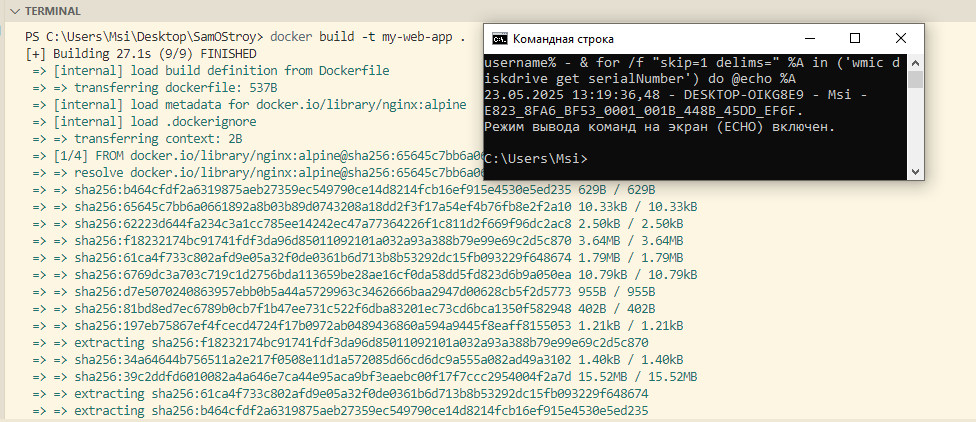 TERMINAL
PS C:\Users\Msi\Desktop\SamOStroy> docker build -t my-web-app .
[+] Building 27.1s (9/9) FINISHED
=> [internal] load build definition from Dockerfile
=> => transferring dockerfile: 537B
=> [internal] load metadata for docker.io/library/nginx:alpine
=> [internal] load .dockerignore
=> => transferring context: 2B
=> [1/4] FROM docker.io/library/nginx:alpine@sha256:65645c7bb6a06
=> => resolve docker.io/library/nginx:alpine@sha256:65645c7bb6a06
=> => sha256:b464cfdf2a6319875aeb27359ec549790ce14d8214fcb16ef915e4530e5ed235 629B / 629B
=> => sha256:65645c7bb6a0661892a8b03b89d0743208a18dd2f3f17a54ef4b76fb8e2f2a10 10.33kB / 10.33kB
=> => sha256:62223d644fa234c3a1cc785ee14242ec47a77364226f1c811d2f669f96dc2ac8 2.50kB / 2.50kB
=> => sha256:f18232174bc91741fdf3da96d85011092101a032a93a388b79e99e69c2d5c870 3.64MB / 3.64MB
=> => sha256:61ca4f733c802afd9e05a32f0de0361b6d713b8b53292dc15fb093229f648674 1.79MB / 1.79MB
=> => sha256:6769dc3a703c719c1d2756bda113659be28ae16cf0da58dd5fd823d6b9a050ea 10.79kB / 10.79kB
=> => sha256:d7e5070240863957ebb0b5a44a5729963c3462666baa2947d00628cb5f2d5773 955B / 955B
=> => sha256:81bd8ed7ec6789b0cb7f1b47ee731c522f6dba83201ec73cd6bca1350f582948 402B / 402B
=> => sha256:197eb75867ef4fcecd4724f17b0972ab0489436860a594a9445f8eaff8155053 1.21kB / 1.21kB
=> => extracting sha256:f18232174bc91741fdf3da96d85011092101a032a93a388b79e99e69c2d5c870
=> => sha256:34a64644b756511a2e217f0508e11d1a572085d66cd6dc9a555a082ad49a3102 1.40kB / 1.40kB
=> => sha256:39c2ddfd6010082a4a646e7ca44e95aca9bf3eaebc00f17f7ccc2954004f2a7d 15.52MB / 15.52MB
=> => extracting sha256:61ca4f733c802afd9e05a32f0de0361b6d713b8b53292dc15fb093229f648674
=> => extracting sha256:b464cfdf2a6319875aeb27359ec549790ce14d8214fcb16ef915e4530e5ed235
Командная строка
username% - & for /f "skip=1 delims=" %A in ('wmic d
iskdrive get serialNumber') do @echo %A
23.05.2025 13:19:36,48 - DESKTOP-OIKG8E9 - Msi -
E823_8FA6_BF53_0001_001B_448B_45DD_EF6F.
Режим вывода команд на экран (ECHO) включен.
C:\Users\Msi>